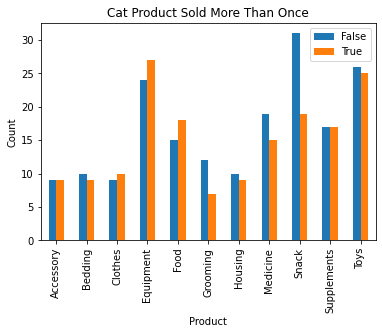 Cat Product Sold More Than Once
False
True
Count
30
25
20
15
10
5
0
Accessory
Bedding
Clothes
Equipment
Food
Grooming
Housing
Medicine
Snack
Supplements
Toys
Product